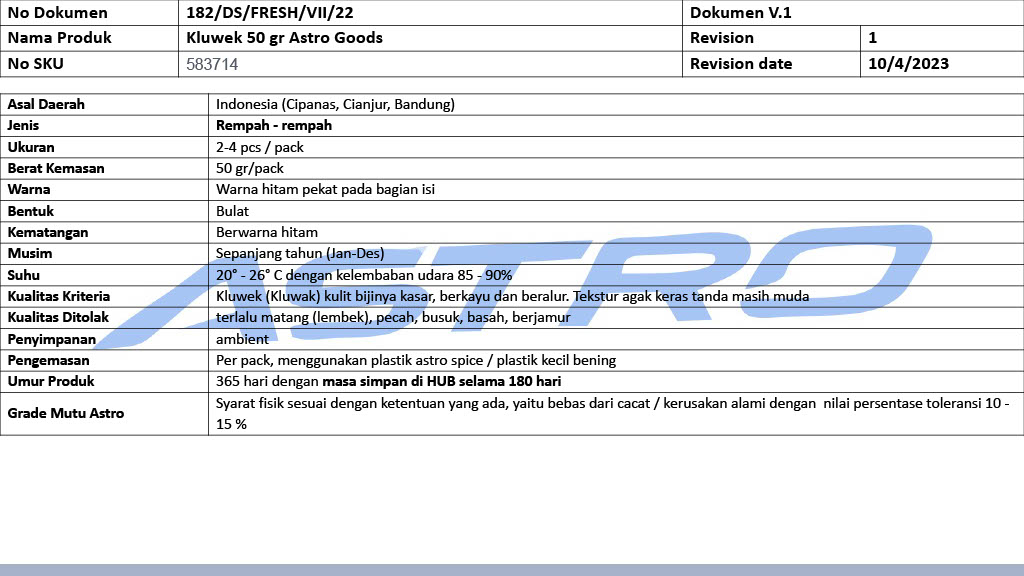 No Dokumen 182/DS/FRESH/VII/22 Dokumen V.1
Nama Produk Kluwek 50 gr Astro Goods Revision 1
No SKU 583714 Revision date 10/4/2023
Asal Daerah Indonesia (Cipanas, Cianjur, Bandung)
Jenis Rempah - rempah
Ukuran 2-4 pcs / pack
Berat Kemasan 50 gr/pack
Warna Warna hitam pekat pada bagian isi
Bentuk Bulat
Kematangan Berwarna hitam
Musim Sepanjang tahun (Jan-Des)
Suhu 20° - 26° C dengan kelembaban udara 85 - 90%
Kualitas Kriteria Kluwek (Kluwak) kulit bijinya kasar, berkayu dan beralur. Tekstur agak keras tanda masih muda
Kualitas Ditolak terlalu matang (lembek), pecah, busuk, basah, berjamur
Penyimpanan ambient
Pengemasan Per pack, menggunakan plastik astro spice / plastik kecil bening
Umur Produk 365 hari dengan masa simpan di HUB selama 180 hari
Grade Mutu Astro Syarat fisik sesuai dengan ketentuan yang ada, yaitu bebas dari cacat / kerusakan alami dengan nilai persentase toleransi 10 -
15 %
ASTRO